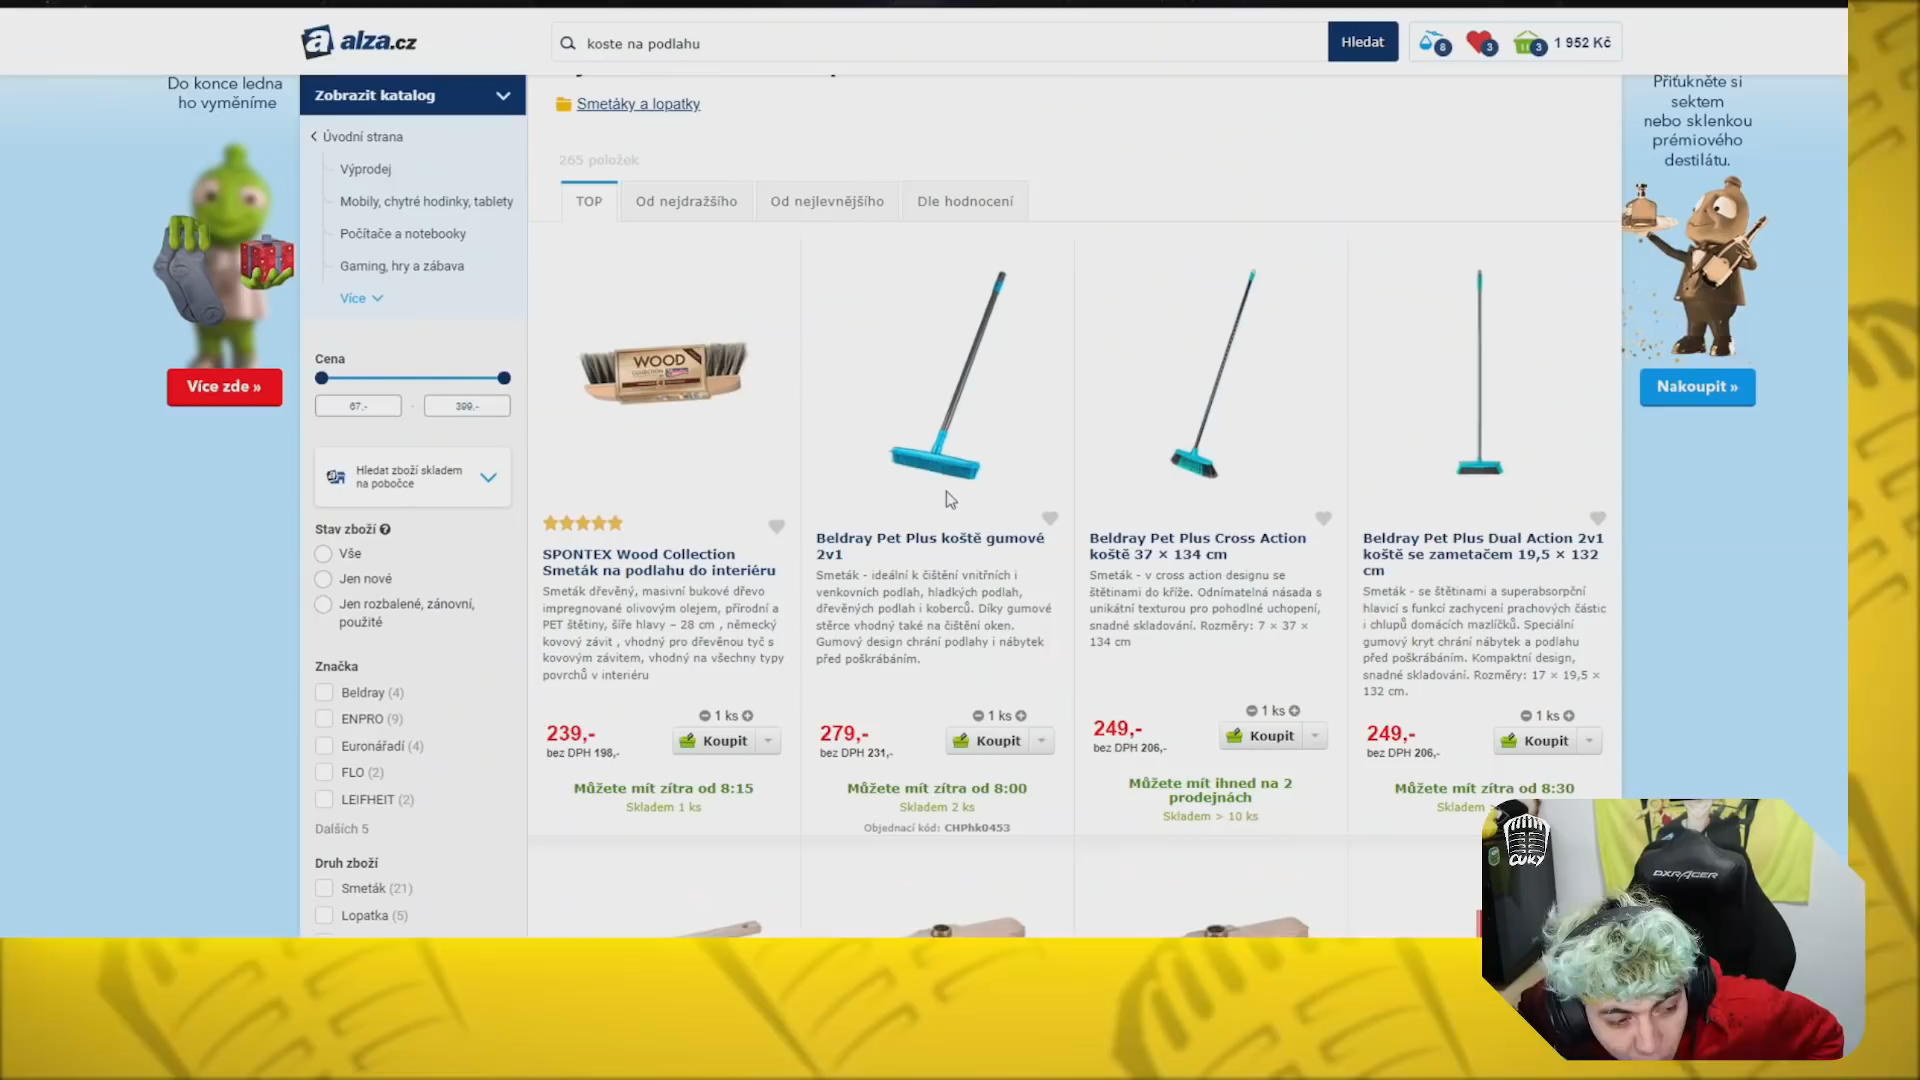 alza.cz
koste na podlahu
Hledat
8
3
3
1 952 Kč
Do konce ledna
ho vyměníme
Více zde »
Zobrazit katalog
Úvodní strana
Výprodej
Mobily, chytré hodinky, tablety
Počítače a notebooky
Gaming, hry a zábava
Více
Cena
67,-
-
399,-
Hledat zboží skladem
na pobočce
Stav zboží
Vše
Jen nové
Jen rozbalené, zánovní,
použité
Značka
Beldray (4)
ENPRO (9)
Euronářadí (4)
FLO (2)
LEIFHEIT (2)
Dalších 5
Druh zboží
Smeták (21)
Lopatka (5)
Smetáky a lopatky
265 položek
TOP
Od nejdražšího
Od nejlevnějšího
Dle hodnocení
WOOD
COLLECTION
SPONTEX Wood Collection
Smeták na podlahu do interiéru
Smeták dřevěný, masivní bukové dřevo
impregnované olivovým olejem, přírodní a
PET štětiny, šíře hlavy – 28 cm , německý
kovový závit , vhodný pro dřevěnou tyč s
kovovým závitem, vhodný na všechny typy
povrchů v interiéru
1 ks
239,-
bez DPH 198,-
Koupit
Můžete mít zítra od 8:15
Skladem 1 ks
Beldray Pet Plus koště gumové
2v1
Smeták - ideální k čištění vnitřních i
venkovních podlah, hladkých podlah,
dřevěných podlah i koberců. Díky gumové
stěrce vhodný také na čištění oken.
Gumový design chrání podlahy i nábytek
před poškrábáním.
1 ks
279,-
bez DPH 231,-
Koupit
Můžete mít zítra od 8:00
Skladem 2 ks
Objednací kód: CHPhk0453
Beldray Pet Plus Cross Action
koště 37 × 134 cm
Smeták - v cross action designu se
štětinami do kříže. Odnímatelná násada s
unikátní texturou pro pohodlné uchopení,
snadné skladování. Rozměry: 7 × 37 ×
134 cm
1 ks
249,-
bez DPH 206,-
Koupit
Můžete mít ihned na 2
prodejnách
Skladem > 10 ks
Beldray Pet Plus Dual Action 2v1
koště se zametačem 19,5 × 132
cm
Smeták - se štětinami a superabsorpční
hlavicí s funkcí zachycení prachových částic
i chlupů domácích mazlíčků. Speciální
gumový kryt chrání nábytek a podlahu
před poškrábáním. Kompaktní design,
snadné skladování. Rozměry: 17 × 19,5 ×
132 cm.
1 ks
249,-
bez DPH 206,-
Koupit
Můžete mít zítra od 8:30
Skladem >
Přiťukněte si
sektem
nebo sklenkou
prémiového
destilátu.
Nakoupit »
CUKY
DXRACER